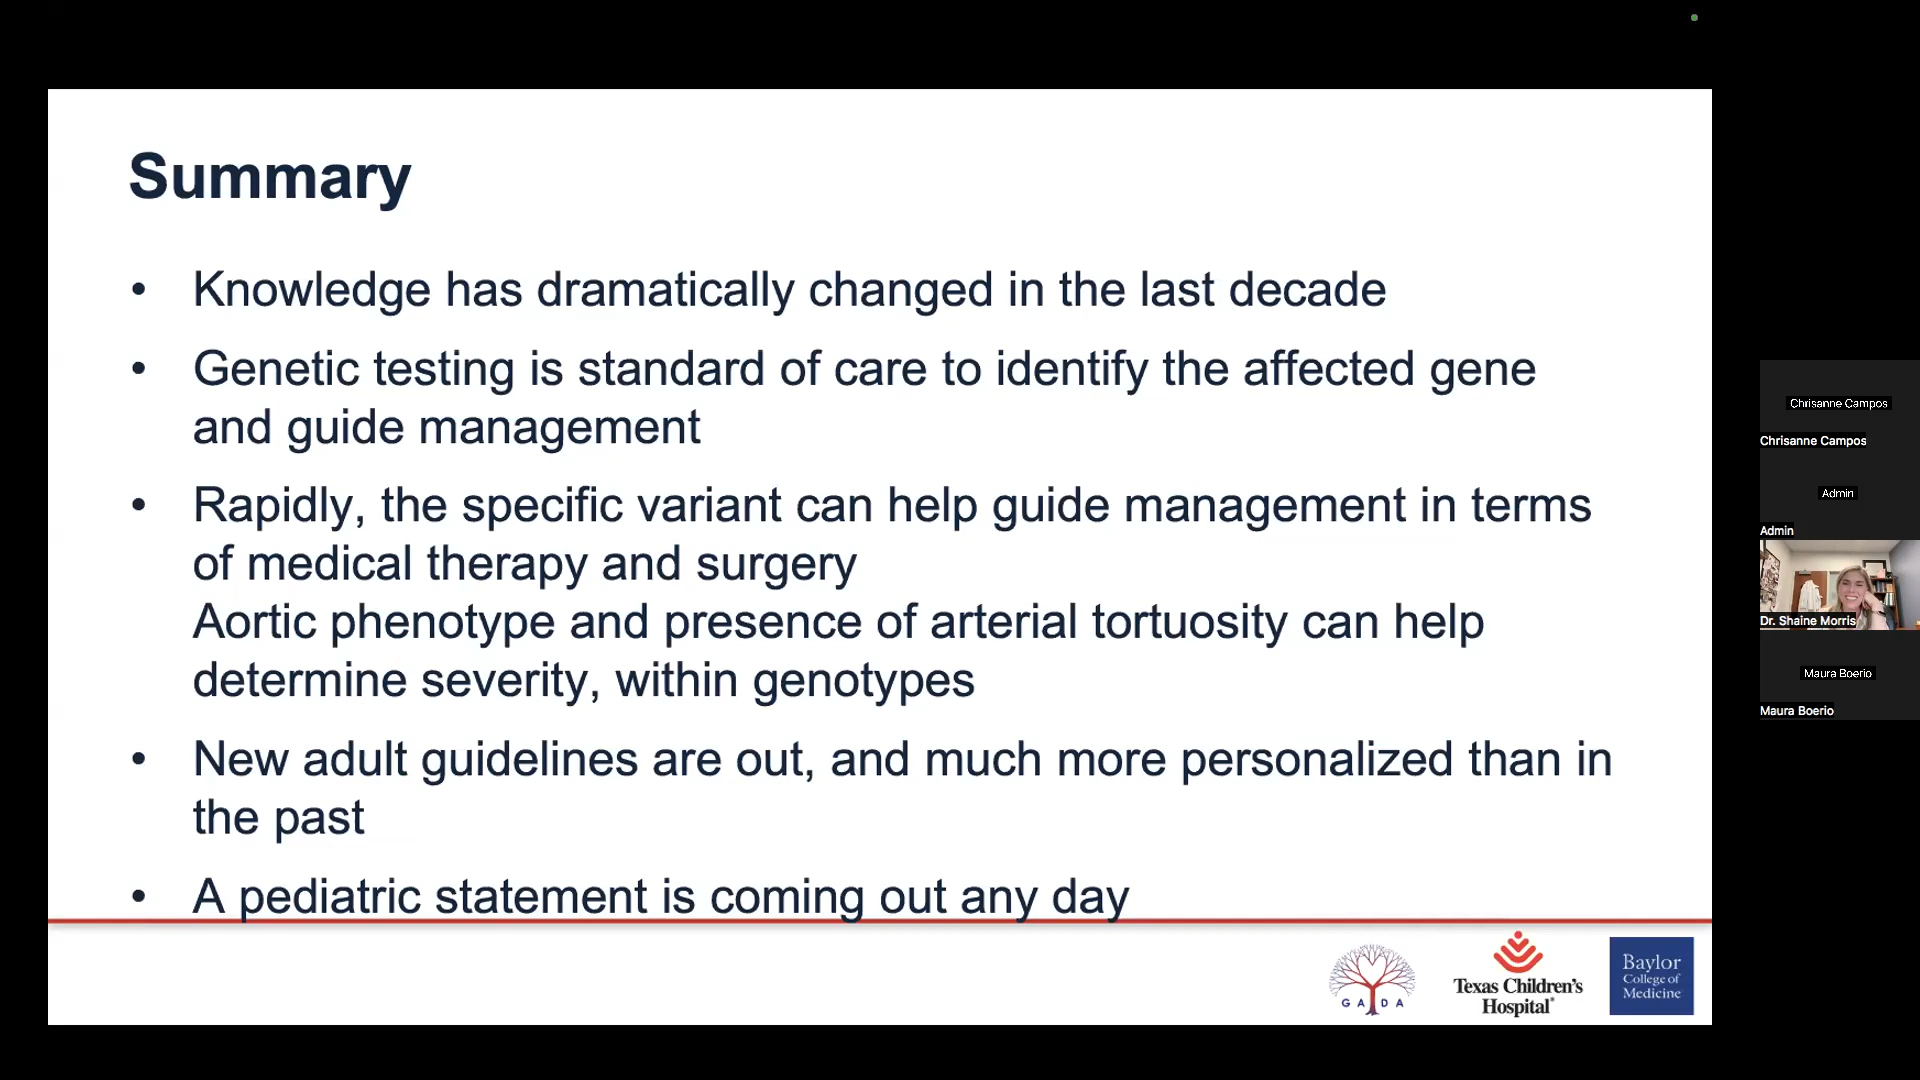 Summary
• Knowledge has dramatically changed in the last decade
• Genetic testing is standard of care to identify the affected gene
and guide management
• Rapidly, the specific variant can help guide management in terms
of medical therapy and surgery
Aortic phenotype and presence of arterial tortuosity can help
determine severity, within genotypes
• New adult guidelines are out, and much more personalized than in
the past
• A pediatric statement is coming out any day
Chrisanne Campos
Chrisanne Campos
Admin
Admin
Dr. Shaine Morris
Maura Boerio
Maura Boerio
Texas Children's
Hospital®
Baylor
College of
Medicine